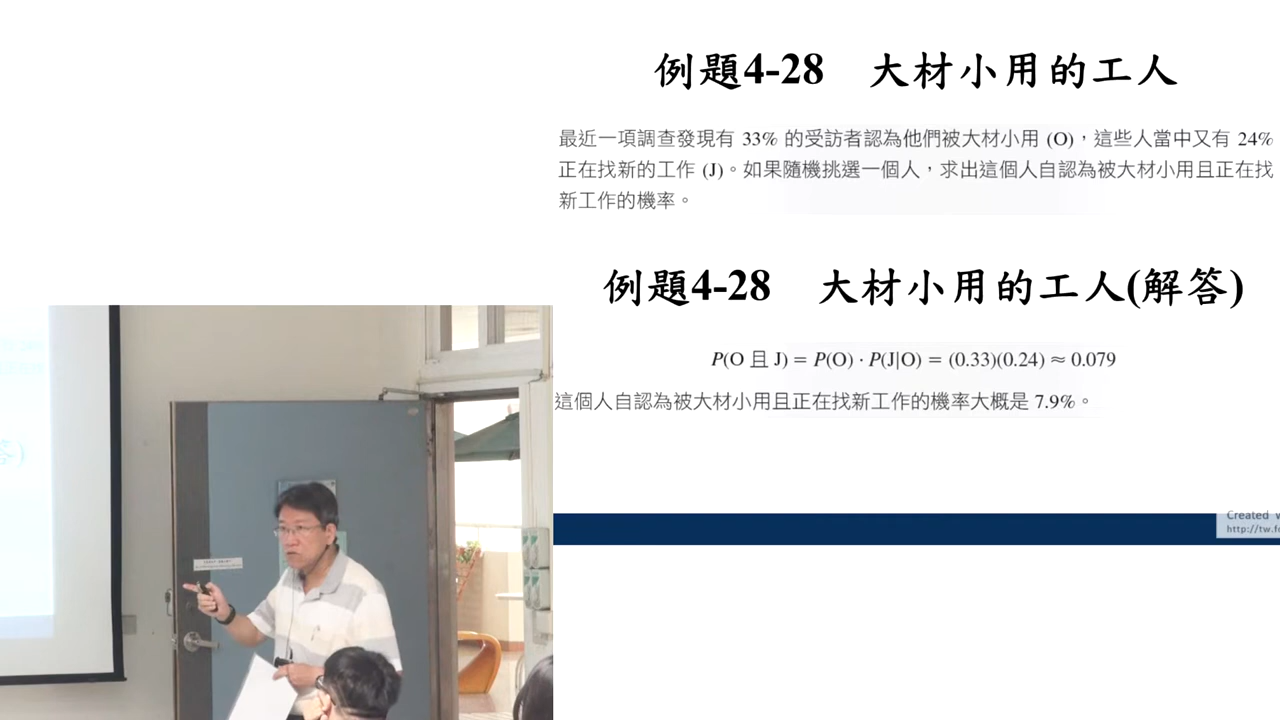 例題4-28 大材小用的工人
最近一項調查發現有 33% 的受訪者認為他們被大材小用 (O)，這些人當中又有 24%
正在找新的工作 (J)。如果隨機挑選一個人，求出這個人自認為被大材小用且正在找
新工作的機率。
例題4-28 大材小用的工人(解答)
P(O 且 J) = P(O) · P(J|O) = (0.33)(0.24) ≈ 0.079
這個人自認為被大材小用且正在找新工作的機率大概是 7.9%。
Created
http://tw.f